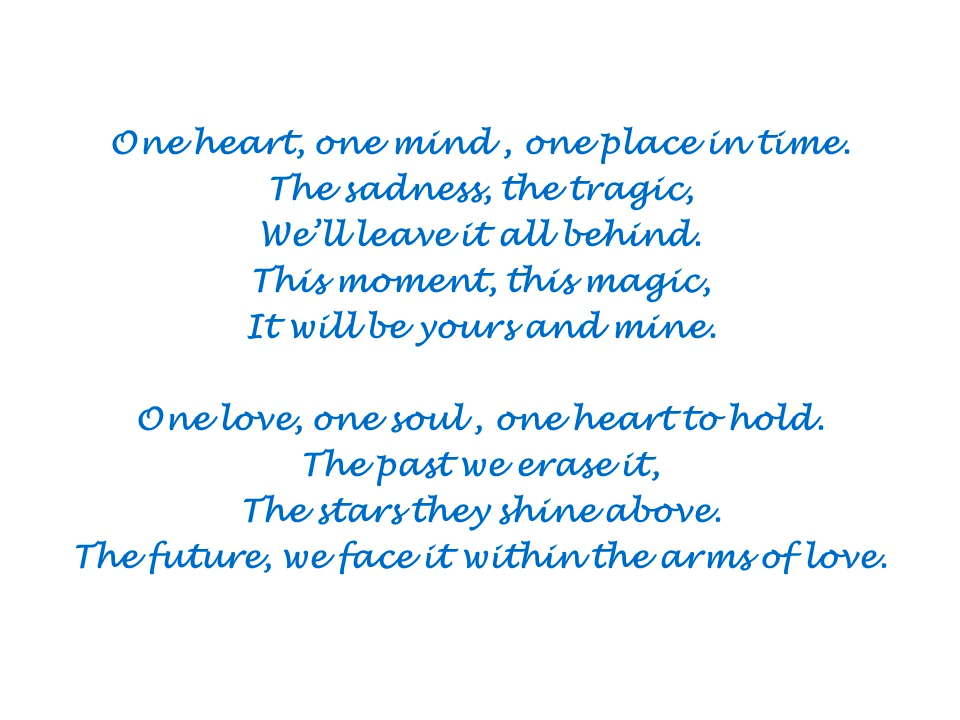 One heart, one mind , one place in time.
The sadness, the tragic,
We’ll leave it all behind.
This moment, this magic,
It will be yours and mine.

One love, one soul , one heart to hold.
The past we erase it,
The stars they shine above.
The future, we face it within the arms of love.